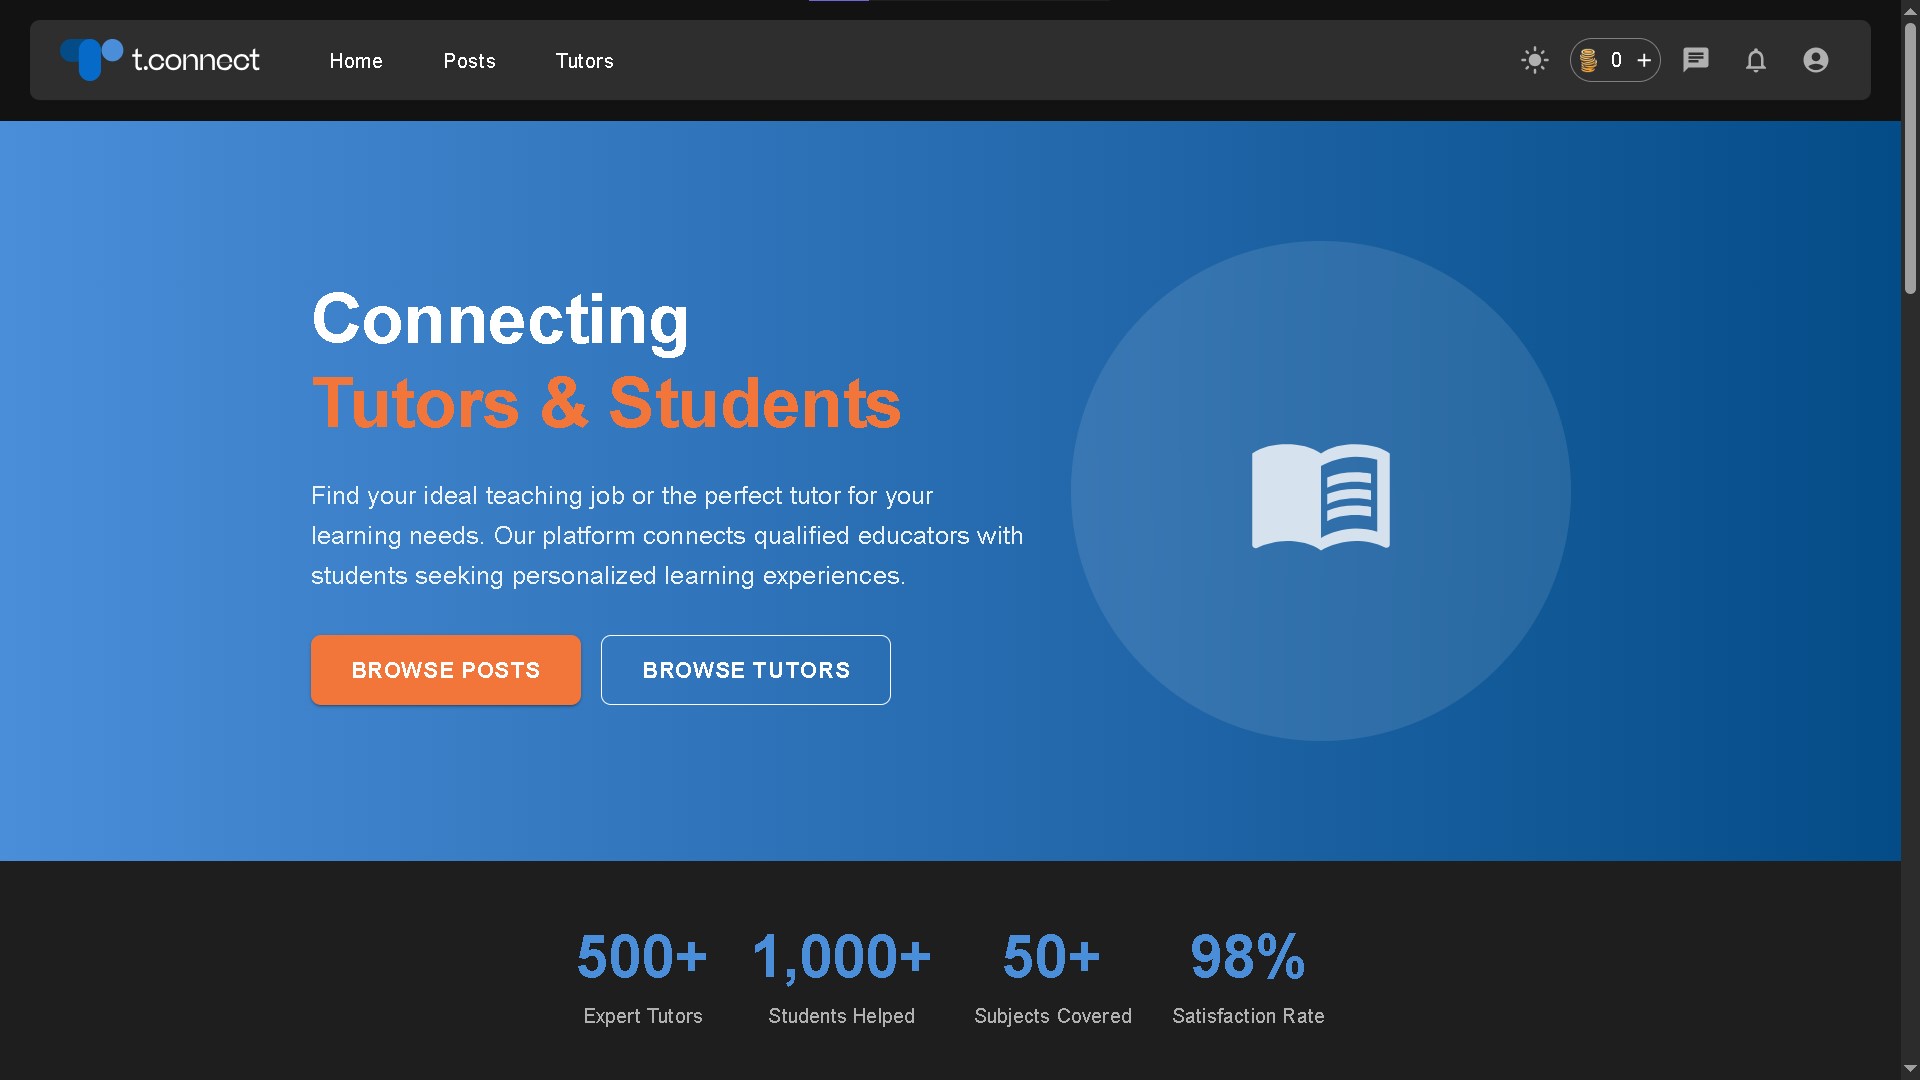 t.connect
Home
Posts
Tutors
0 +
Connecting
Tutors & Students
Find your ideal teaching job or the perfect tutor for your
learning needs. Our platform connects qualified educators with
students seeking personalized learning experiences.
BROWSE POSTS
BROWSE TUTORS
500+
Expert Tutors
1,000+
Students Helped
50+
Subjects Covered
98%
Satisfaction Rate